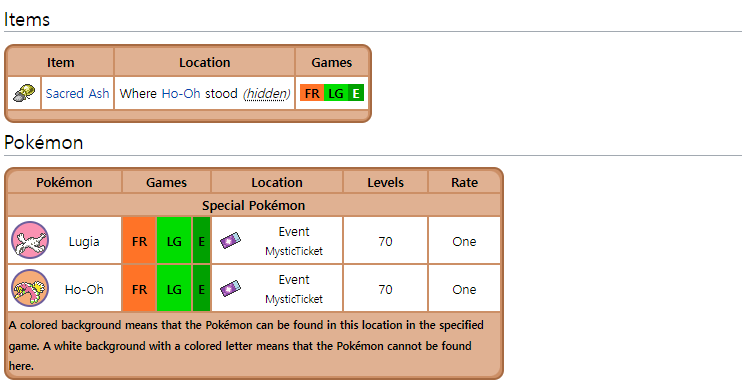 Items
Item Location Games
Sacred Ash Where Ho-Oh stood (hidden) FR LG E
Pokémon
Pokémon Games Location Levels Rate
Special Pokémon
Lugia FR LG E Event MysticTicket 70 One
Ho-Oh FR LG E Event MysticTicket 70 One
A colored background means that the Pokémon can be found in this location in the specified
game. A white background with a colored letter means that the Pokémon cannot be found
here.